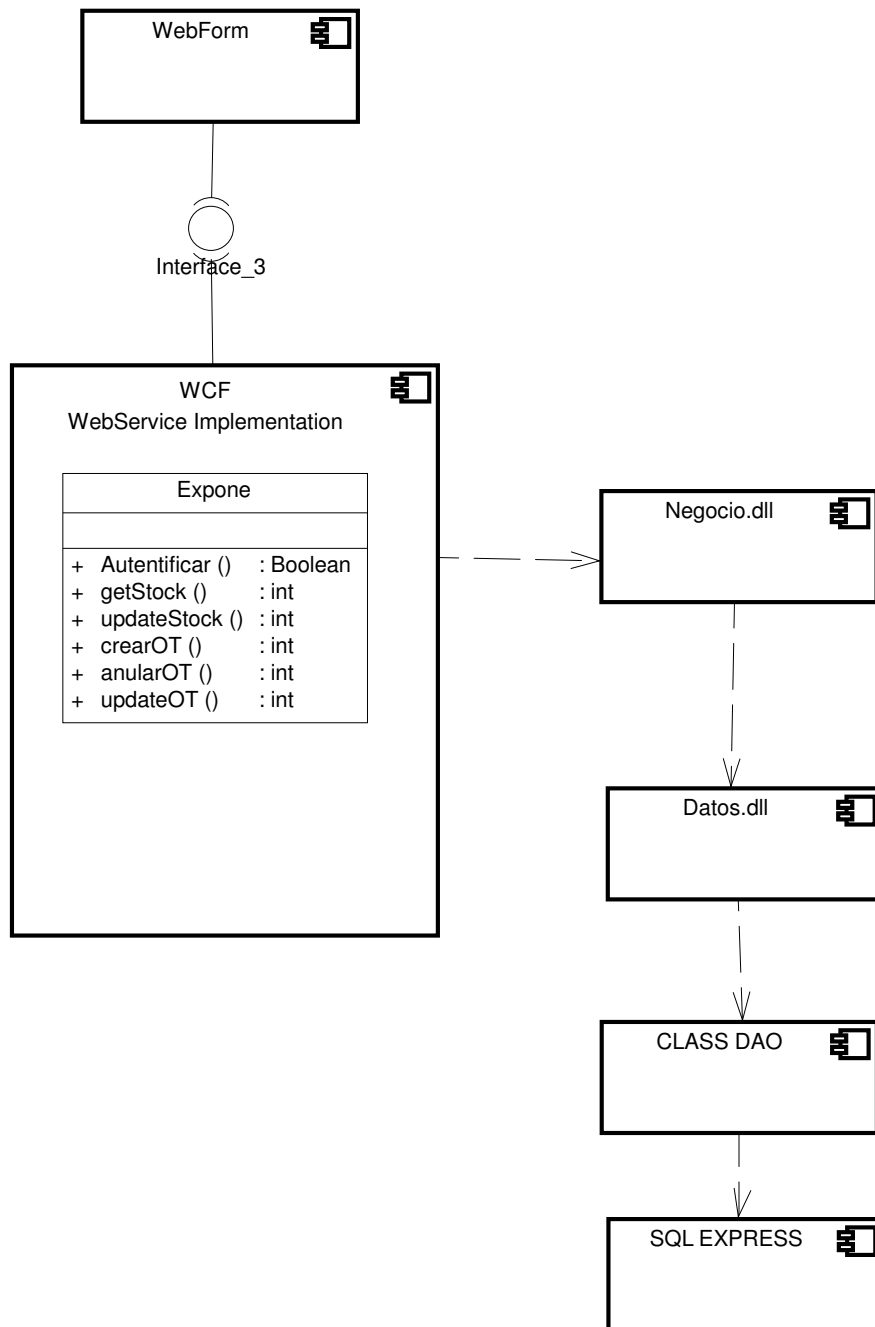 WebForm
Interface_3
WCF
WebService Implementation
Expone
+ Autentificar () : Boolean
+ getStock () : int
+ updateStock () : int
+ crearOT () : int
+ anularOT () : int
+ updateOT () : int
Negocio.dll
Datos.dll
CLASS DAO
SQL EXPRESS